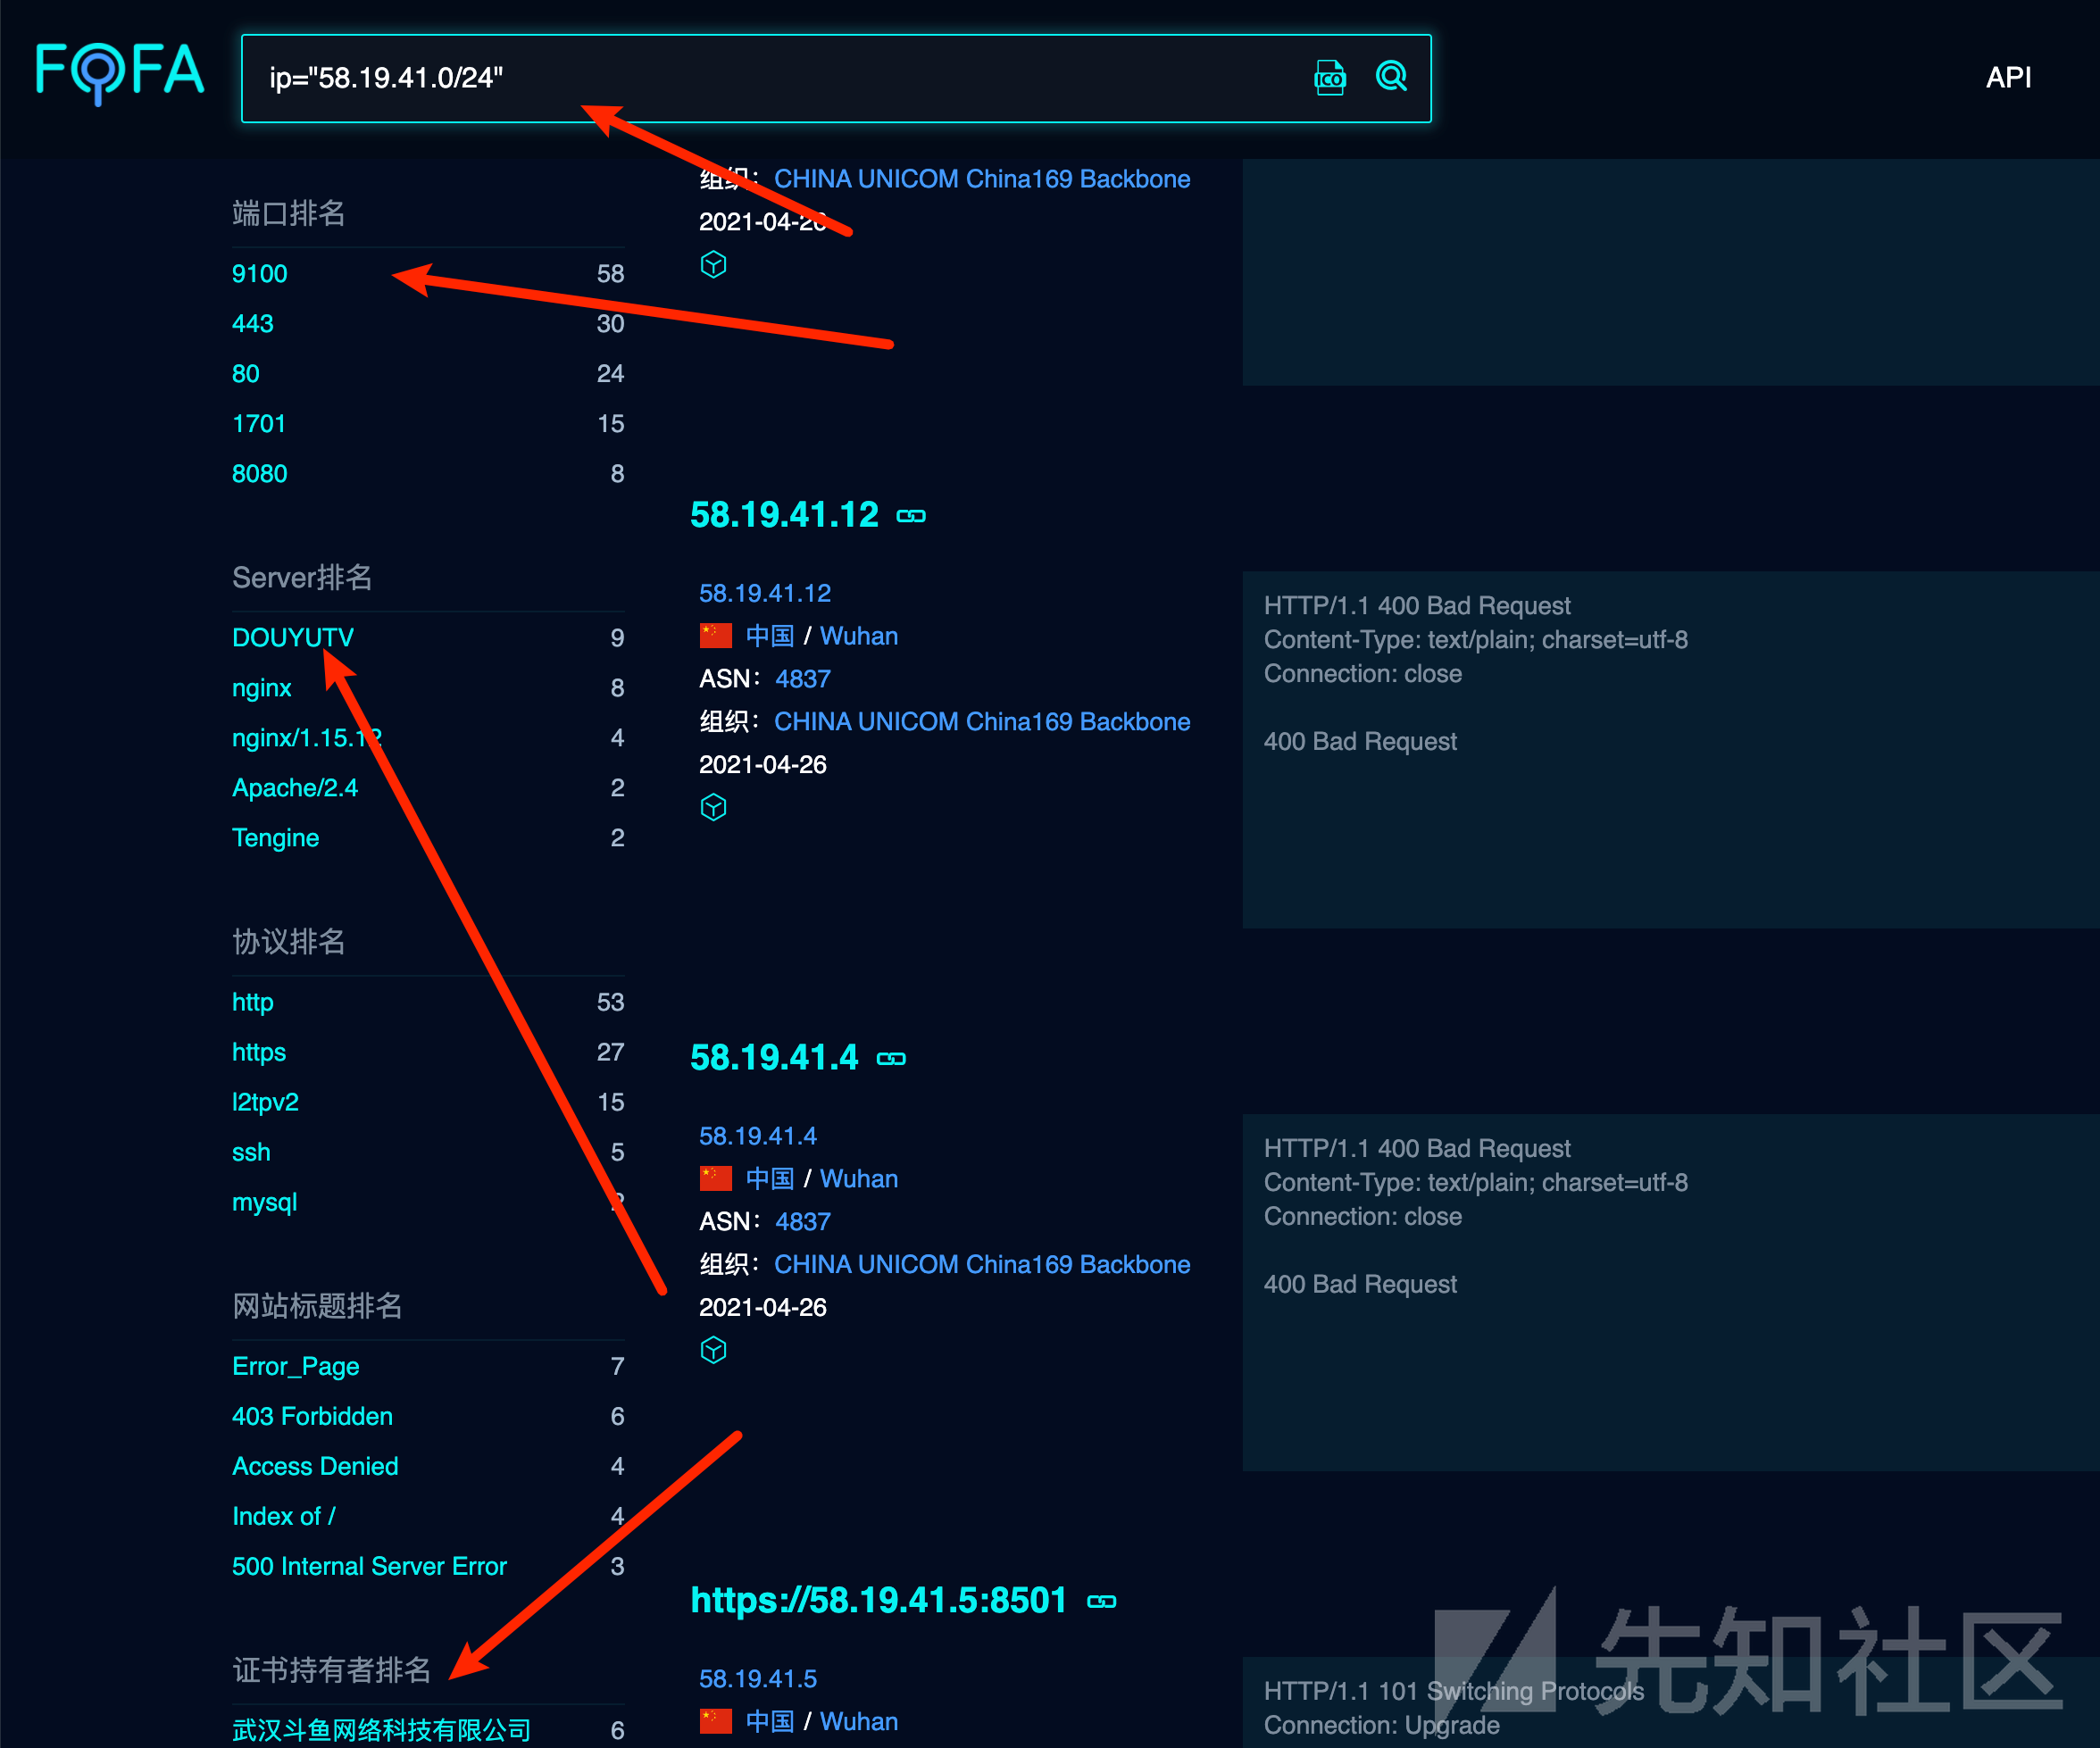 FOFA
ip="58.19.41.0/24"
ICO
API
端口排名
9100 58
443 30
80 24
1701 15
8080 8
Server排名
DOUYUTV 9
nginx 8
nginx/1.15.12 4
Apache/2.4 2
Tengine 2
协议排名
http 53
https 27
l2tpv2 15
ssh 5
mysql 2
网站标题排名
Error_Page 7
403 Forbidden 6
Access Denied 4
Index of / 4
500 Internal Server Error 3
证书持有者排名
武汉斗鱼网络科技有限公司 6
组织： CHINA UNICOM China169 Backbone
2021-04-26
58.19.41.12
58.19.41.12
中国 / Wuhan
ASN： 4837
组织： CHINA UNICOM China169 Backbone
2021-04-26
HTTP/1.1 400 Bad Request
Content-Type: text/plain; charset=utf-8
Connection: close
400 Bad Request
58.19.41.4
58.19.41.4
中国 / Wuhan
ASN： 4837
组织： CHINA UNICOM China169 Backbone
2021-04-26
HTTP/1.1 400 Bad Request
Content-Type: text/plain; charset=utf-8
Connection: close
400 Bad Request
https://58.19.41.5:8501
58.19.41.5
中国 / Wuhan
HTTP/1.1 101 Switching Protocols
Connection: Upgrade
先知社区